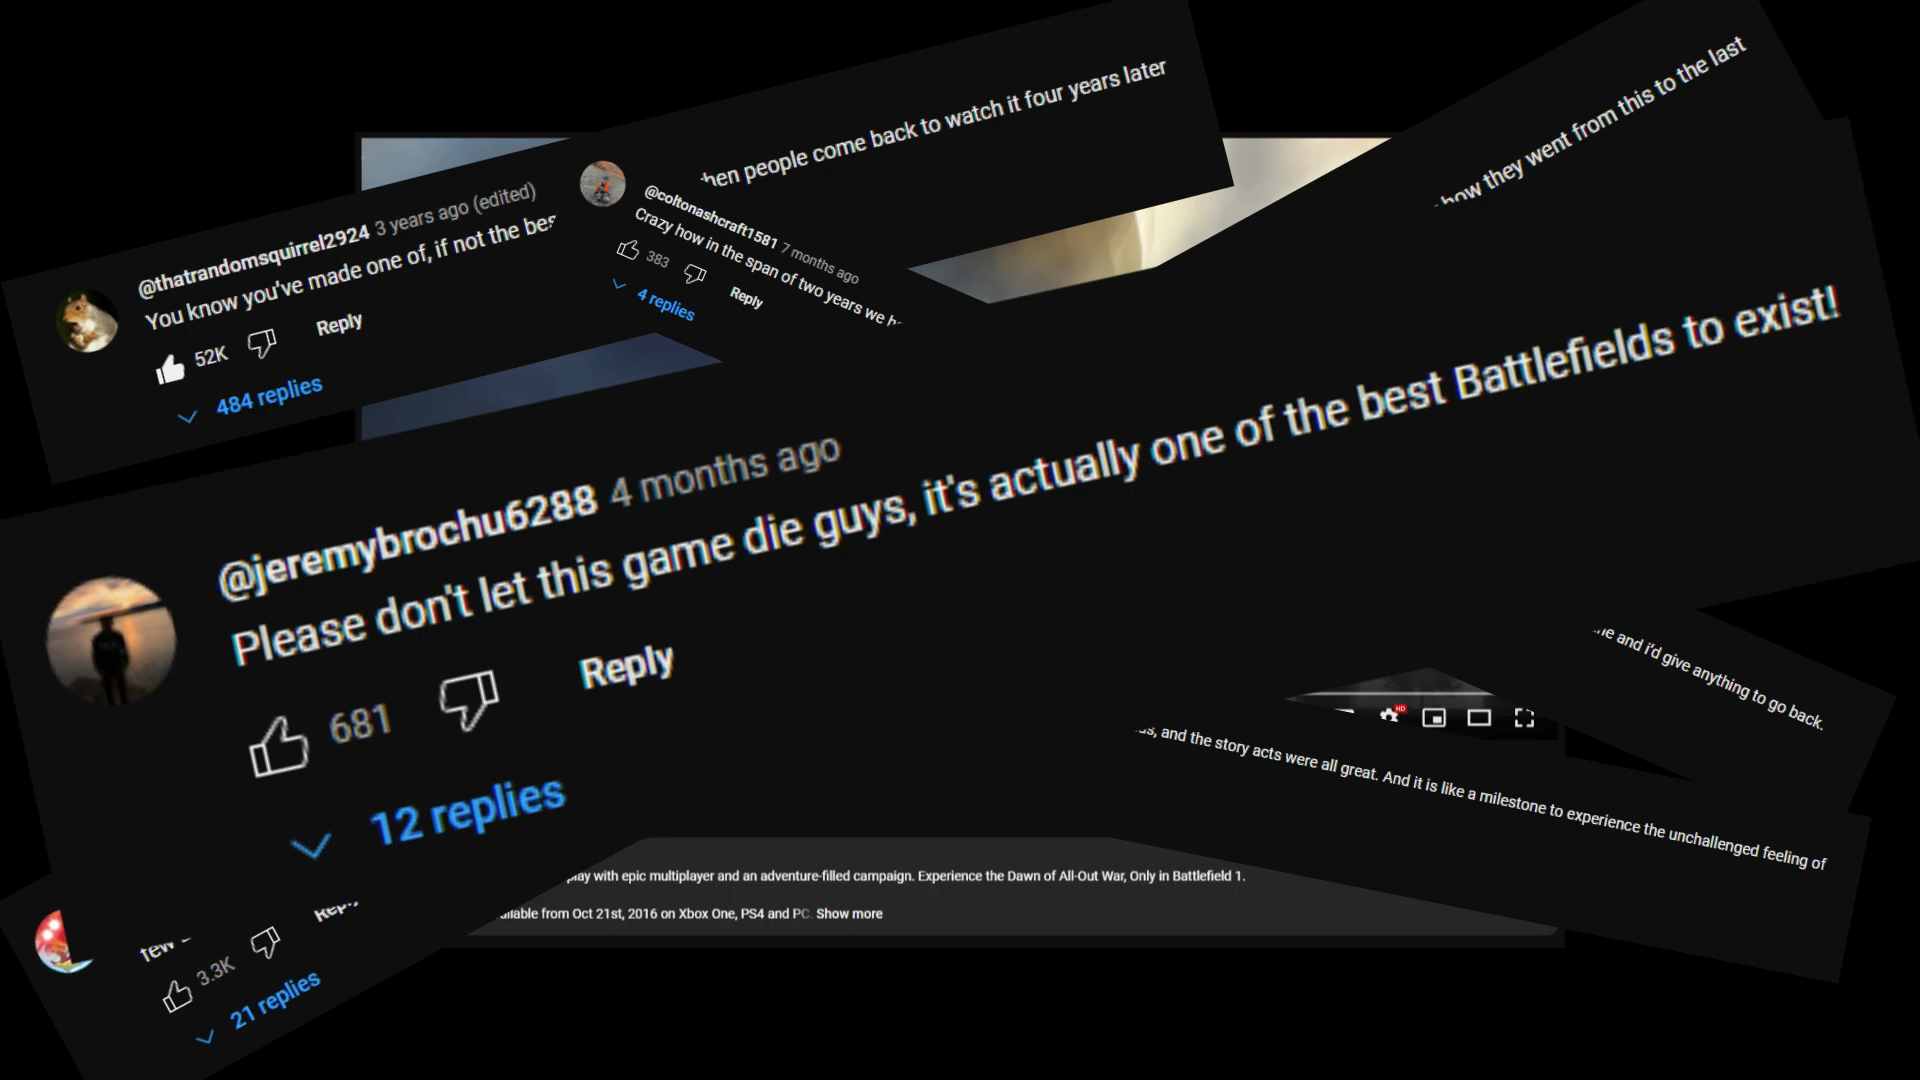 when people come back to watch it four years later
how they went from this to the last
@thatrandomsquirrel2924 3 years ago (edited)
You know you've made one of, if not the
52K
Reply
484 replies
@coltonashcraft1581 7 months ago
Crazy how in the span of two years we
383
Reply
4 replies
@jeremybrochu6288 4 months ago
Please don't let this game die guys, it's actually one of the best Battlefields to exist!
681
Reply
12 replies
and i'd give anything to go back.
HD
and the story acts were all great. And it is like a milestone to experience the unchallenged feeling of
with epic multiplayer and an adventure-filled campaign. Experience the Dawn of All-Out War, Only in Battlefield 1.
from Oct 21st, 2016 on Xbox One, PS4 and PC. Show more
few
3.3K
Reply
21 replies